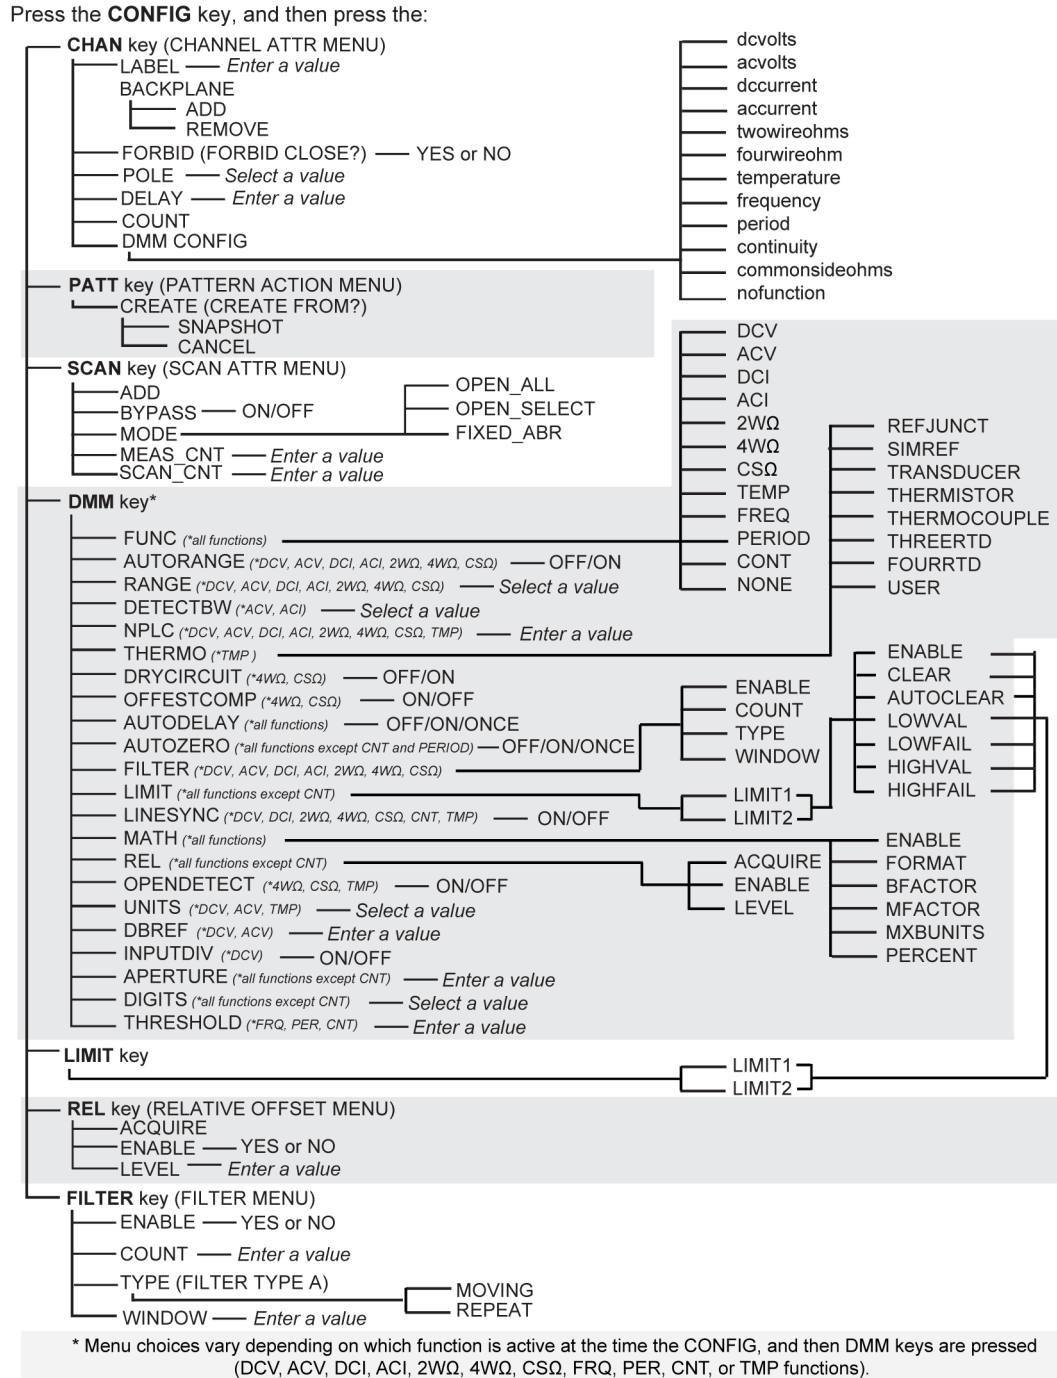 Press the CONFIG key, and then press the:
CHAN key (CHANNEL ATTR MENU)
LABEL Enter a value
BACKPLANE
ADD
REMOVE
FORBID (FORBID CLOSE?) YES or NO
POLE Select a value
DELAY Enter a value
COUNT
DMM CONFIG
dcvolts
acvolts
dccurrent
accurrent
twowireohms
fourwireohm
temperature
frequency
period
continuity
commonsideohms
nofunction
PATT key (PATTERN ACTION MENU)
CREATE (CREATE FROM?)
SNAPSHOT
CANCEL
SCAN key (SCAN ATTR MENU)
ADD
BYPASS ON/OFF
MODE
OPEN_ALL
OPEN_SELECT
FIXED_ABR
MEAS_CNT Enter a value
SCAN_CNT Enter a value
DMM key*
FUNC (*all functions)
DCV
ACV
DCI
ACI
2WΩ
4WΩ
CSΩ
TEMP
FREQ
PERIOD
CONT
NONE
AUTORANGE (*DCV, ACV, DCI, ACI, 2WΩ, 4WΩ, CSΩ) OFF/ON
RANGE (*DCV, ACV, DCI, ACI, 2WΩ, 4WΩ, CSΩ) Select a value
DETECTBW (*ACV, ACI) Select a value
NPLC (*DCV, ACV, DCI, ACI, 2WΩ, 4WΩ, CSΩ, TMP) Enter a value
THERMO (*TMP )
REFJUNCT
SIMREF
TRANSDUCER
THERMISTOR
THERMOCOUPLE
THREERTD
FOURRTD
USER
DRYCIRCUIT (*4WΩ, CSΩ) OFF/ON
OFFESTCOMP (*4WΩ, CSΩ) ON/OFF
AUTODELAY (*all functions) OFF/ON/ONCE
AUTOZERO (*all functions except CNT and PERIOD) OFF/ON/ONCE
FILTER (*DCV, ACV, DCI, ACI, 2WΩ, 4WΩ, CSΩ)
ENABLE
COUNT
TYPE
WINDOW
LIMIT (*all functions except CNT)
LIMIT1
LIMIT2
ENABLE
CLEAR
AUTOCLEAR
LOWVAL
LOWFAIL
HIGHVAL
HIGHFAIL
LINESYNC (*DCV, DCI, 2WΩ, 4WΩ, CSΩ, CNT, TMP) ON/OFF
MATH (*all functions)
ENABLE
FORMAT
BFACTOR
MFACTOR
MXBUNITS
PERCENT
REL (*all functions except CNT)
ACQUIRE
ENABLE
LEVEL
OPENDETECT (*4WΩ, CSΩ, TMP) ON/OFF
UNITS (*DCV, ACV, TMP) Select a value
DBREF (*DCV, ACV) Enter a value
INPUTDIV (*DCV) ON/OFF
APERTURE (*all functions except CNT) Enter a value
DIGITS (*all functions except CNT) Select a value
THRESHOLD (*FRQ, PER, CNT) Enter a value
LIMIT key
LIMIT1
LIMIT2
REL key (RELATIVE OFFSET MENU)
ACQUIRE
ENABLE YES or NO
LEVEL Enter a value
FILTER key (FILTER MENU)
ENABLE YES or NO
COUNT Enter a value
TYPE (FILTER TYPE A)
MOVING
REPEAT
WINDOW Enter a value
* Menu choices vary depending on which function is active at the time the CONFIG, and then DMM keys are pressed
(DCV, ACV, DCI, ACI, 2WΩ, 4WΩ, CSΩ, FRQ, PER, CNT, or TMP functions).